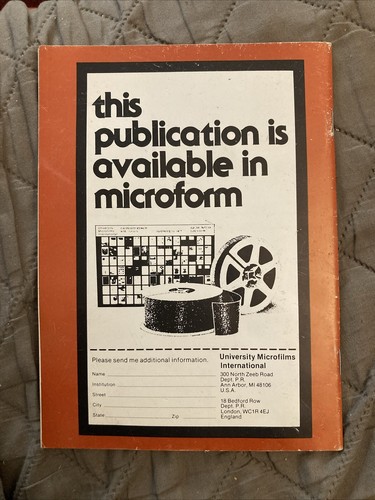 this
publication is
available in
microform
Please send me additional information.
Name
Institution
Street
City
State Zip
University Microfilms
International
300 North Zeeb Road
Dept. P.R.
Ann Arbor, MI 48106
U.S.A.
18 Bedford Row
Dept. P.R.
London, WC1R 4EJ
England